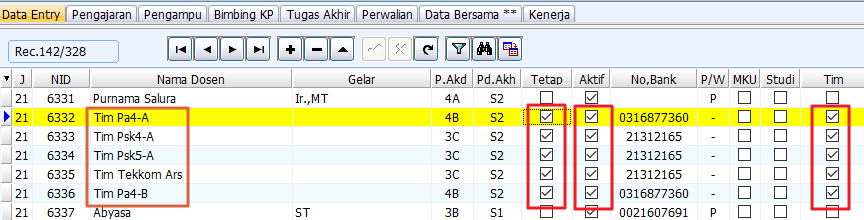 Data Entry Pengajaran Pengampu Bimbing KP Tugas Akhir Perwalian Data Bersama ** Kenerja
Rec.142/328
J NID Nama Dosen Gelar P.Akd Pd.Akh Tetap Aktif No,Bank P/W MKU Studi Tim
21 6331 Purnama Salura Ir.,MT 4A S2 P
21 6332 Tim Pa4-A 4B S2 0316877360 -
21 6333 Tim Psk4-A 3C S2 21312165 -
21 6334 Tim Psk5-A 3C S2 21312165 -
21 6335 Tim Tekkom Ars 3C S2 21312165 -
21 6336 Tim Pa4-B 4B S2 0316877360 -
21 6337 Abyasa ST 3B S1 0021607691 P